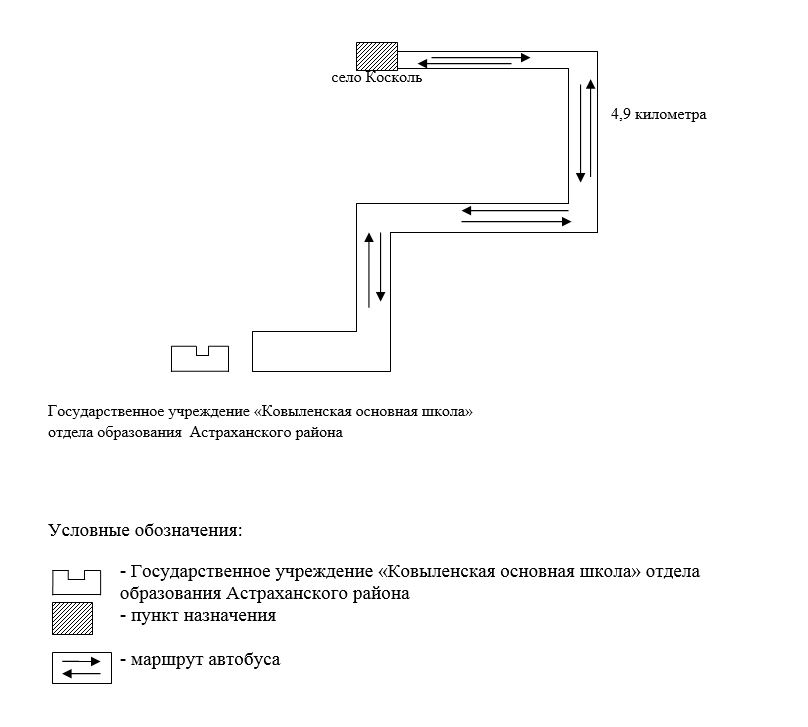 село Косколь
4,9 километра
Государственное учреждение «Ковыленская основная школа»
отдела образования Астраханского района
Условные обозначения:
- Государственное учреждение «Ковыленская основная школа» отдела
образования Астраханского района
- пункт назначения
- маршрут автобуса